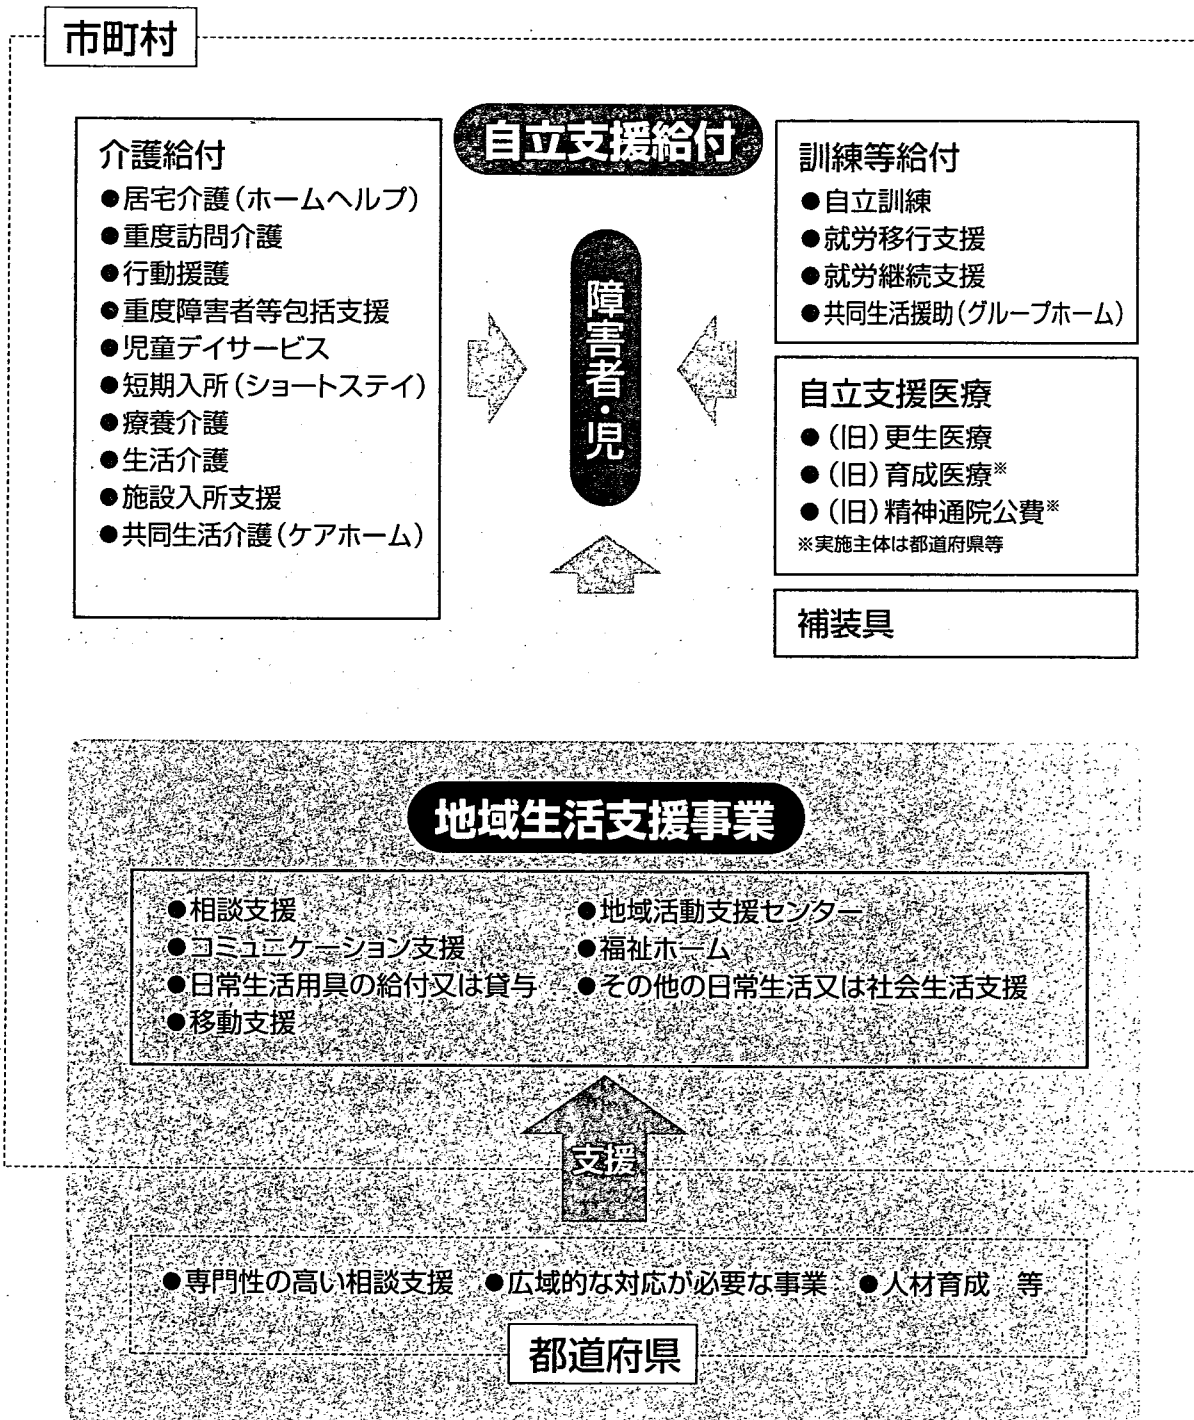 市町村
自立支援給付
介護給付
●居宅介護(ホームヘルプ)
●重度訪問介護
●行動援護
●重度障害者等包括支援
●児童デイサービス
●短期入所(ショートステイ)
●療養介護
●生活介護
●施設入所支援
●共同生活介護(ケアホーム)
障害者・児
訓練等給付
●自立訓練
●就労移行支援
●就労継続支援
●共同生活援助(グループホーム)
自立支援医療
●(旧)更生医療
●(旧)育成医療※
●(旧)精神通院公費※
※実施主体は都道府県等
補装具
地域生活支援事業
●相談支援
●コミュニケーション支援
●日常生活用具の給付又は貸与
●移動支援
●地域活動支援センター
●福祉ホーム
●その他の日常生活又は社会生活支援
支援
●専門性の高い相談支援 ●広域的な対応が必要な事業 ●人材育成 等
都道府県